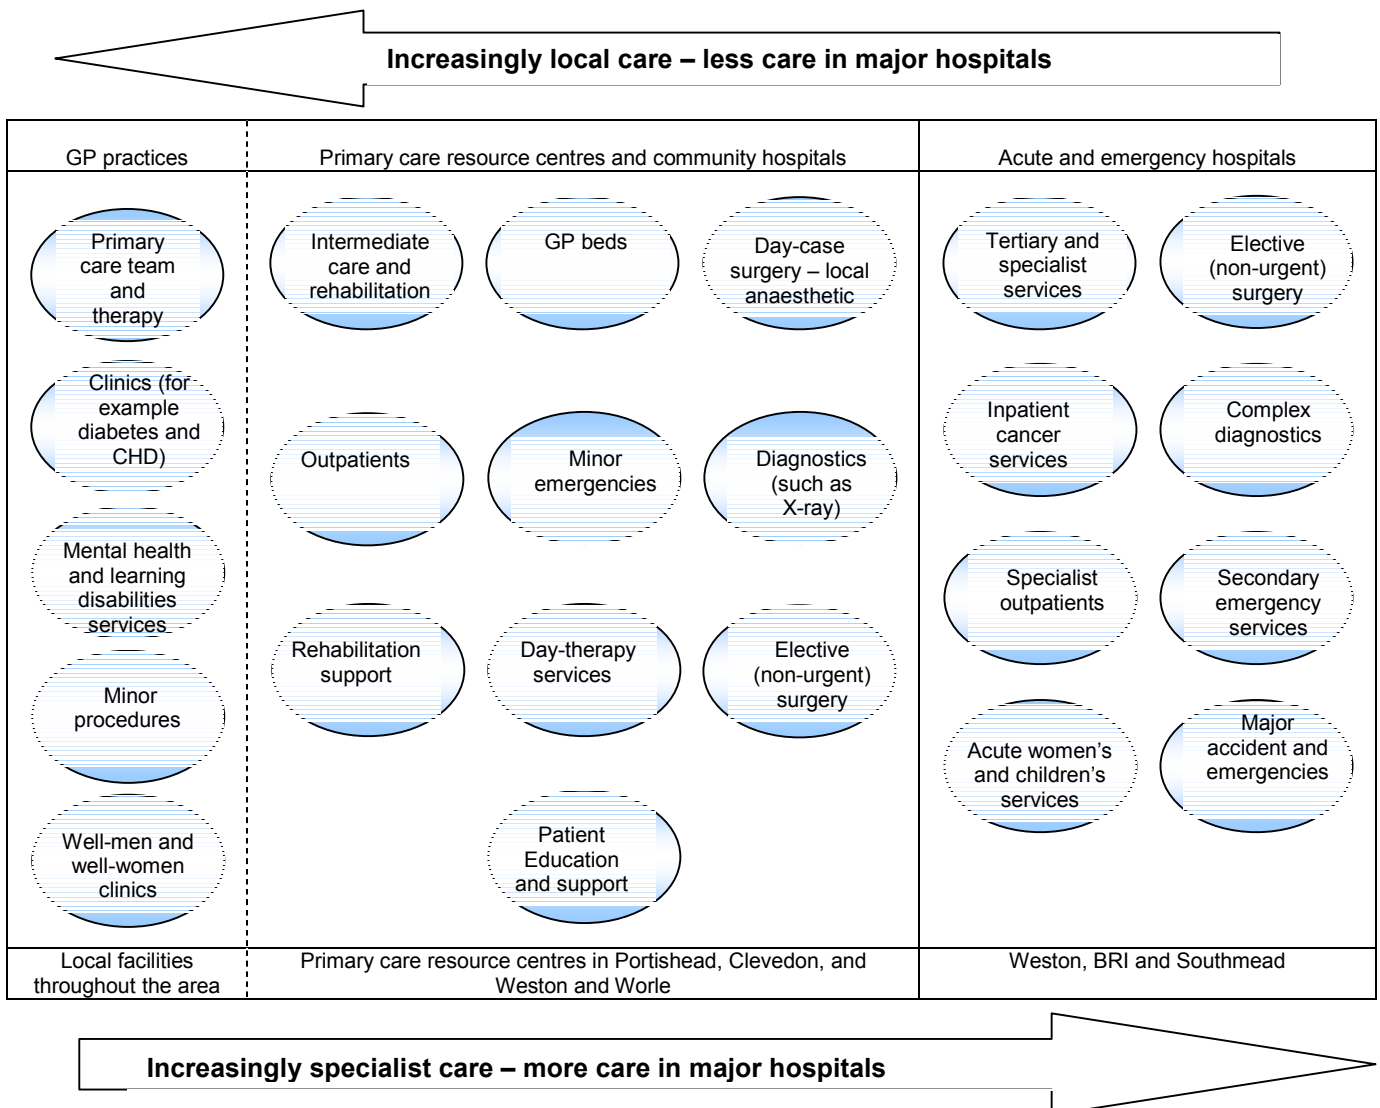 Increasingly local care – less care in major hospitals
GP practices
Primary care resource centres and community hospitals
Acute and emergency hospitals
Primary
care team
and
therapy
Clinics (for
example
diabetes and
CHD)
Mental health
and learning
disabilities
services
Minor
procedures
Well-men and
well-women
clinics
Intermediate
care and
rehabilitation
GP beds
Day-case
surgery – local
anaesthetic
Outpatients
Minor
emergencies
Diagnostics
(such as
X-ray)
Rehabilitation
support
Day-therapy
services
Elective
(non-urgent)
surgery
Patient
Education
and support
Tertiary and
specialist
services
Elective
(non-urgent)
surgery
Inpatient
cancer
services
Complex
diagnostics
Specialist
outpatients
Secondary
emergency
services
Acute women’s
and children’s
services
Major
accident and
emergencies
Local facilities
throughout the area
Primary care resource centres in Portishead, Clevedon, and
Weston and Worle
Weston, BRI and Southmead
Increasingly specialist care – more care in major hospitals